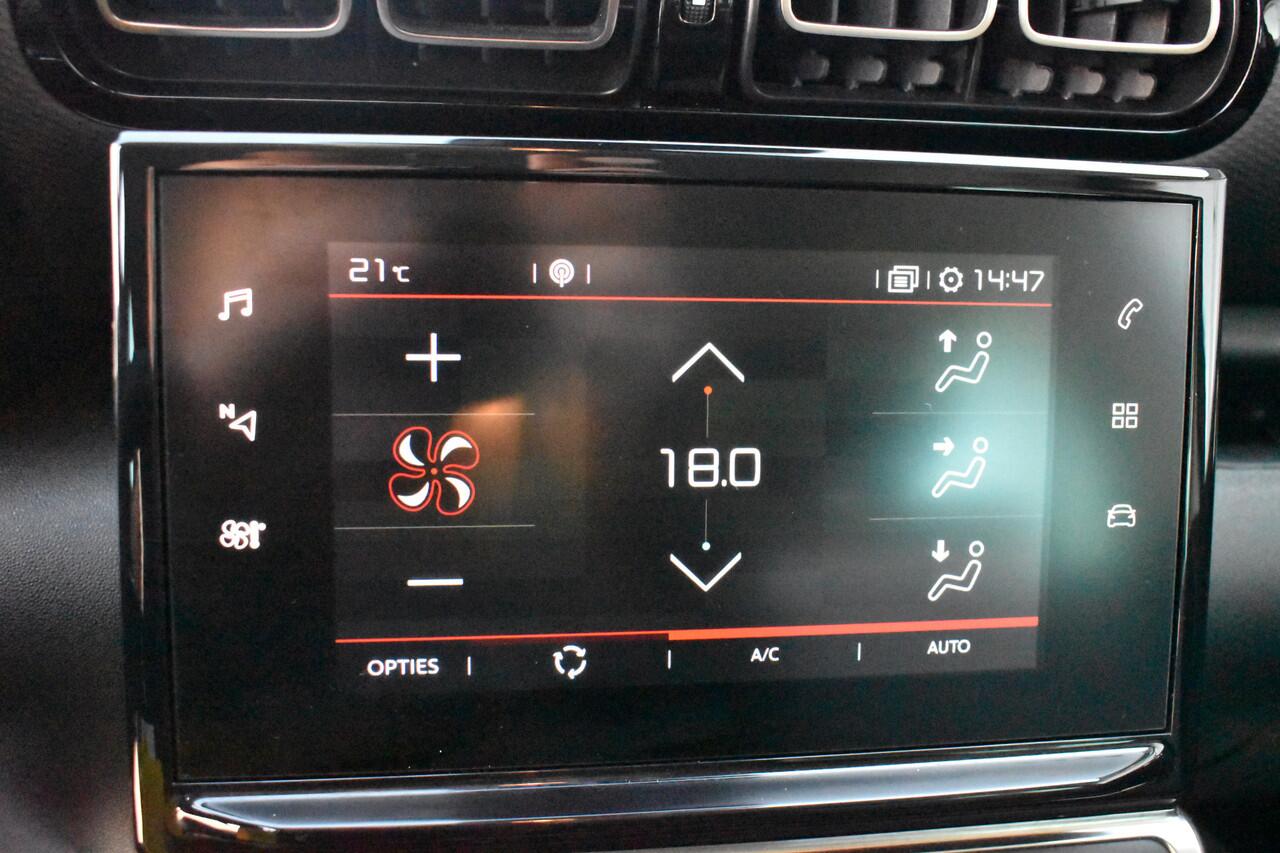 21℃ 14:47
N
18.0
OPTIES A/C AUTO